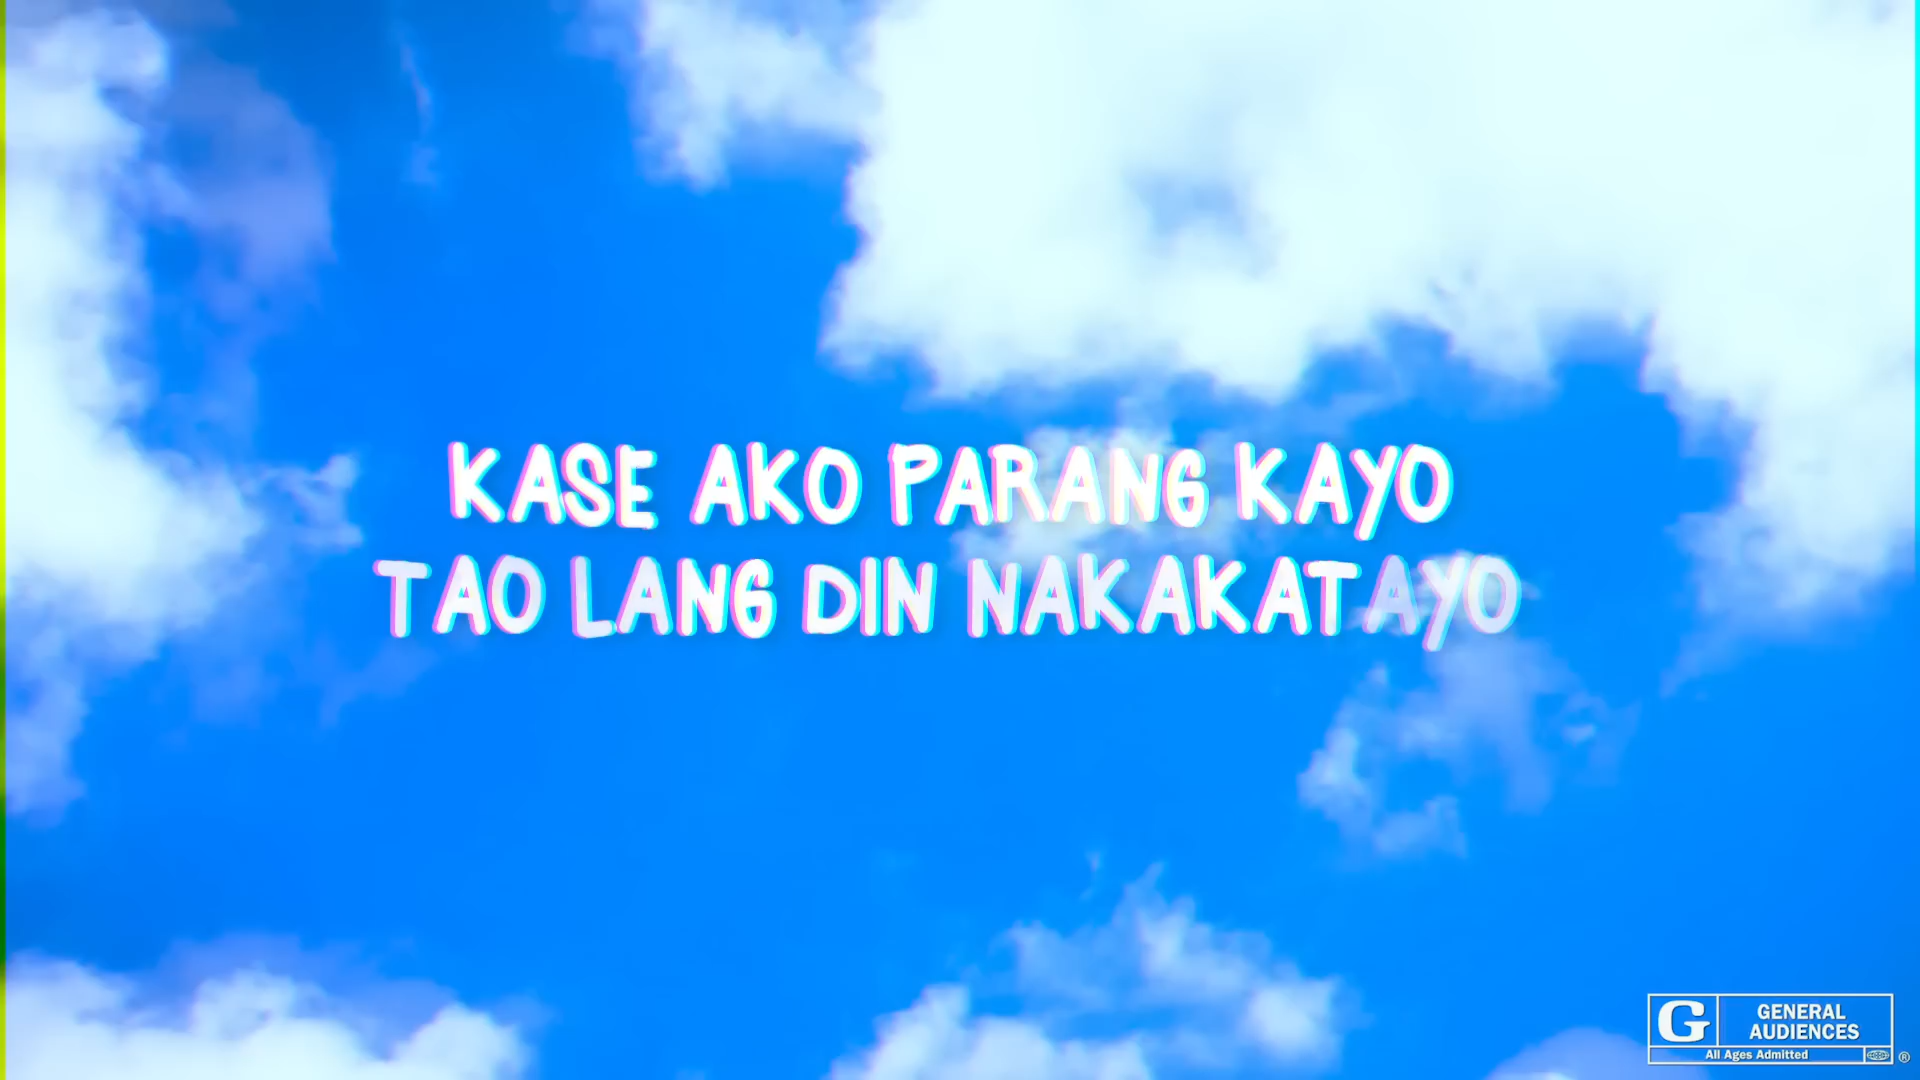 KASE AKO PARANG KAYO
TAO LANG DIN NAKAKATAYO
G
GENERAL
AUDIENCES
All Ages Admitted
®